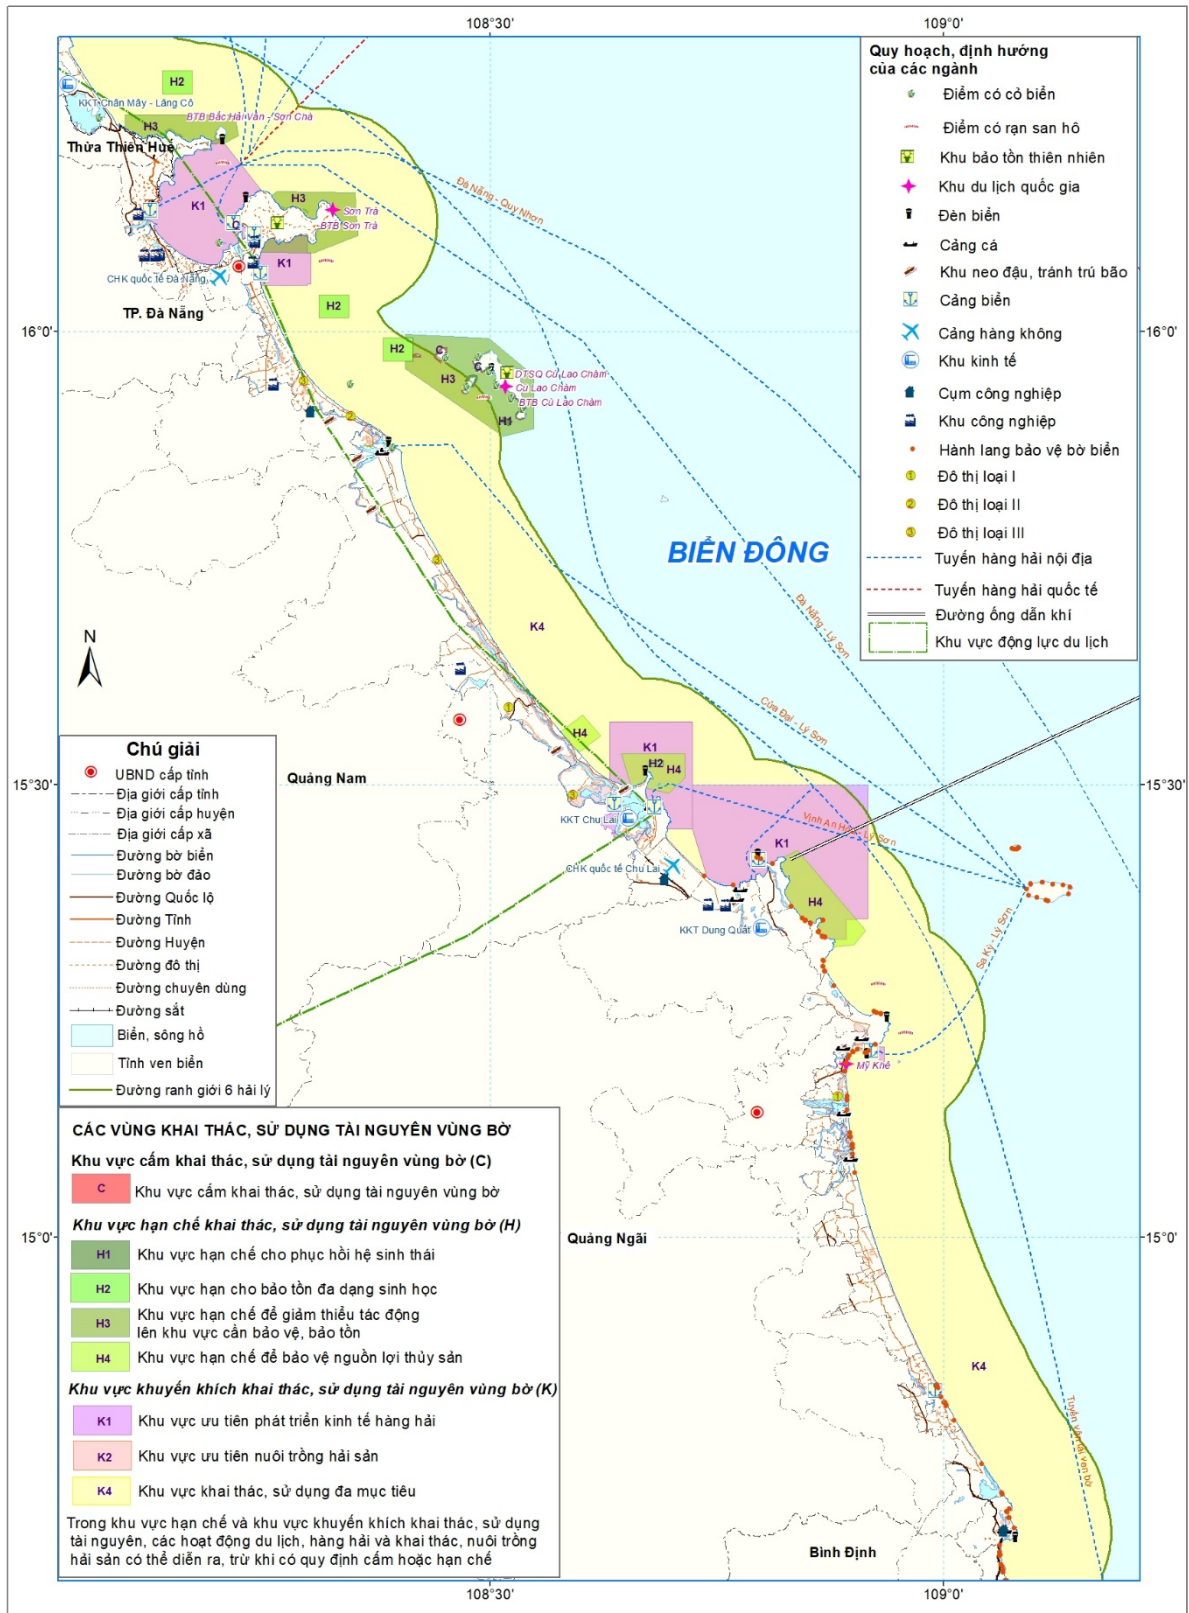 108°30'
109°0'
H2
KKT Chân Mây - Lăng Cô
BTB Bắc Hải Vân - Sơn Chà
H3
Thừa Thiên Huế
K1
H3
Sơn Trà
BTB Sơn Trà
C
K1
CHK quốc tế Đà Nẵng
TP. Đà Nẵng
H2
Đà Nẵng - Quy Nhơn
16°0'
16°0'
H2
C
C
H3
DTSQ Cù Lao Chàm
Cù Lao Chàm
BTB Cù Lao Chàm
H1
3
2
3
BIỂN ĐÔNG
Đà Nẵng - Lý Sơn
K4
N
Cửa Đại - Lý Sơn
1
H4
K1
H2
H4
Quảng Nam
15°30'
15°30'
3
KKT Chu Lai
Vịnh An Hòa - Lý Sơn
K1
CHK quốc tế Chu Lai
H4
KKT Dung Quất
Sa Kỳ - Lý Sơn
Mỹ Khê
1
15°0'
15°0'
Quảng Ngãi
K4
Tuyến vận tải ven bờ
Bình Định
108°30'
109°0'
Quy hoạch, định hướng
của các ngành
Điểm có cỏ biển
Điểm có rạn san hô
Khu bảo tồn thiên nhiên
Khu du lịch quốc gia
Đèn biển
Cảng cá
Khu neo đậu, tránh trú bão
Cảng biển
Cảng hàng không
Khu kinh tế
Cụm công nghiệp
Khu công nghiệp
Hành lang bảo vệ bờ biển
1 Đô thị loại I
2 Đô thị loại II
3 Đô thị loại III
Tuyến hàng hải nội địa
Tuyến hàng hải quốc tế
Đường ống dẫn khí
Khu vực động lực du lịch
Chú giải
UBND cấp tỉnh
Địa giới cấp tỉnh
Địa giới cấp huyện
Địa giới cấp xã
Đường bờ biển
Đường bờ đảo
Đường Quốc lộ
Đường Tỉnh
Đường Huyện
Đường đô thị
Đường chuyên dùng
Đường sắt
Biển, sông hồ
Tỉnh ven biển
Đường ranh giới 6 hải lý
CÁC VÙNG KHAI THÁC, SỬ DỤNG TÀI NGUYÊN VÙNG BỜ
Khu vực cấm khai thác, sử dụng tài nguyên vùng bờ (C)
C Khu vực cấm khai thác, sử dụng tài nguyên vùng bờ
Khu vực hạn chế khai thác, sử dụng tài nguyên vùng bờ (H)
H1 Khu vực hạn chế cho phục hồi hệ sinh thái
H2 Khu vực hạn cho bảo tồn đa dạng sinh học
H3 Khu vực hạn chế để giảm thiểu tác động
lên khu vực cần bảo vệ, bảo tồn
H4 Khu vực hạn chế để bảo vệ nguồn lợi thủy sản
Khu vực khuyến khích khai thác, sử dụng tài nguyên vùng bờ (K)
K1 Khu vực ưu tiên phát triển kinh tế hàng hải
K2 Khu vực ưu tiên nuôi trồng hải sản
K4 Khu vực khai thác, sử dụng đa mục tiêu
Trong khu vực hạn chế và khu vực khuyến khích khai thác, sử dụng
tài nguyên, các hoạt động du lịch, hàng hải và khai thác, nuôi trồng
hải sản có thể diễn ra, trừ khi có quy định cấm hoặc hạn chế